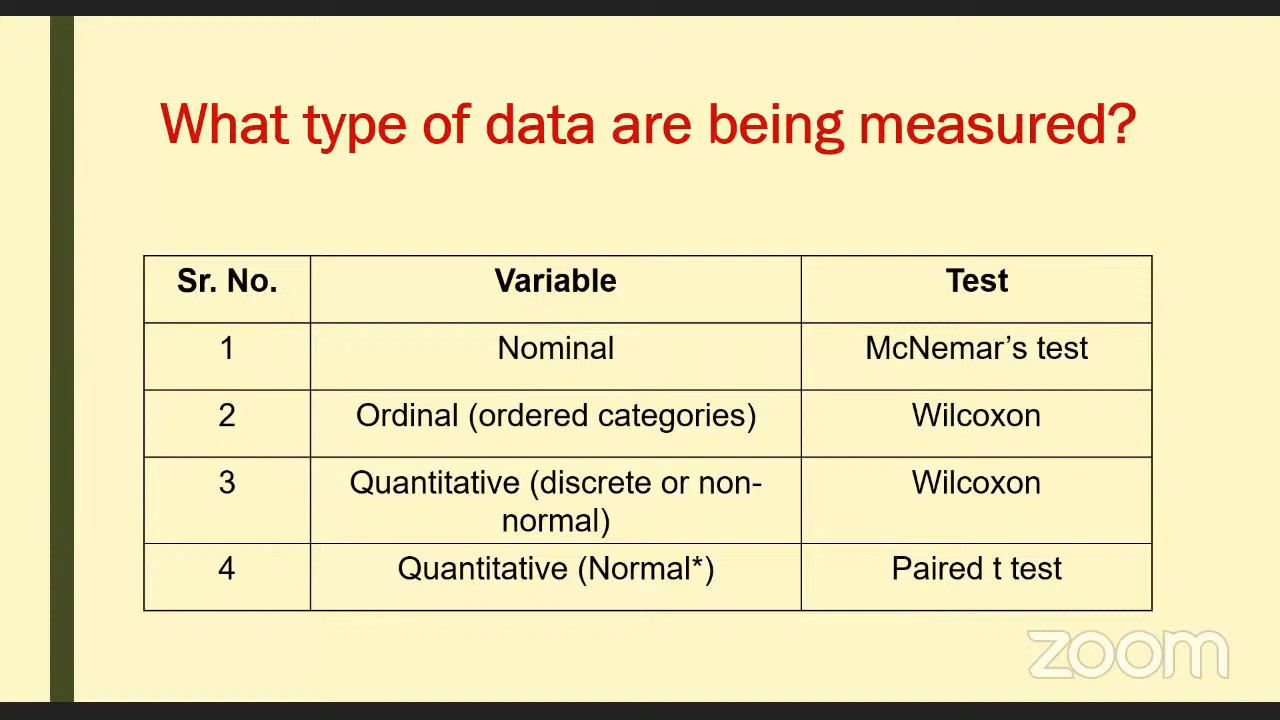 What type of data are being measured?
Sr. No. Variable Test
1 Nominal McNemar’s test
2 Ordinal (ordered categories) Wilcoxon
3 Quantitative (discrete or non- Wilcoxon
normal)
4 Quantitative (Normal*) Paired t test
zoom